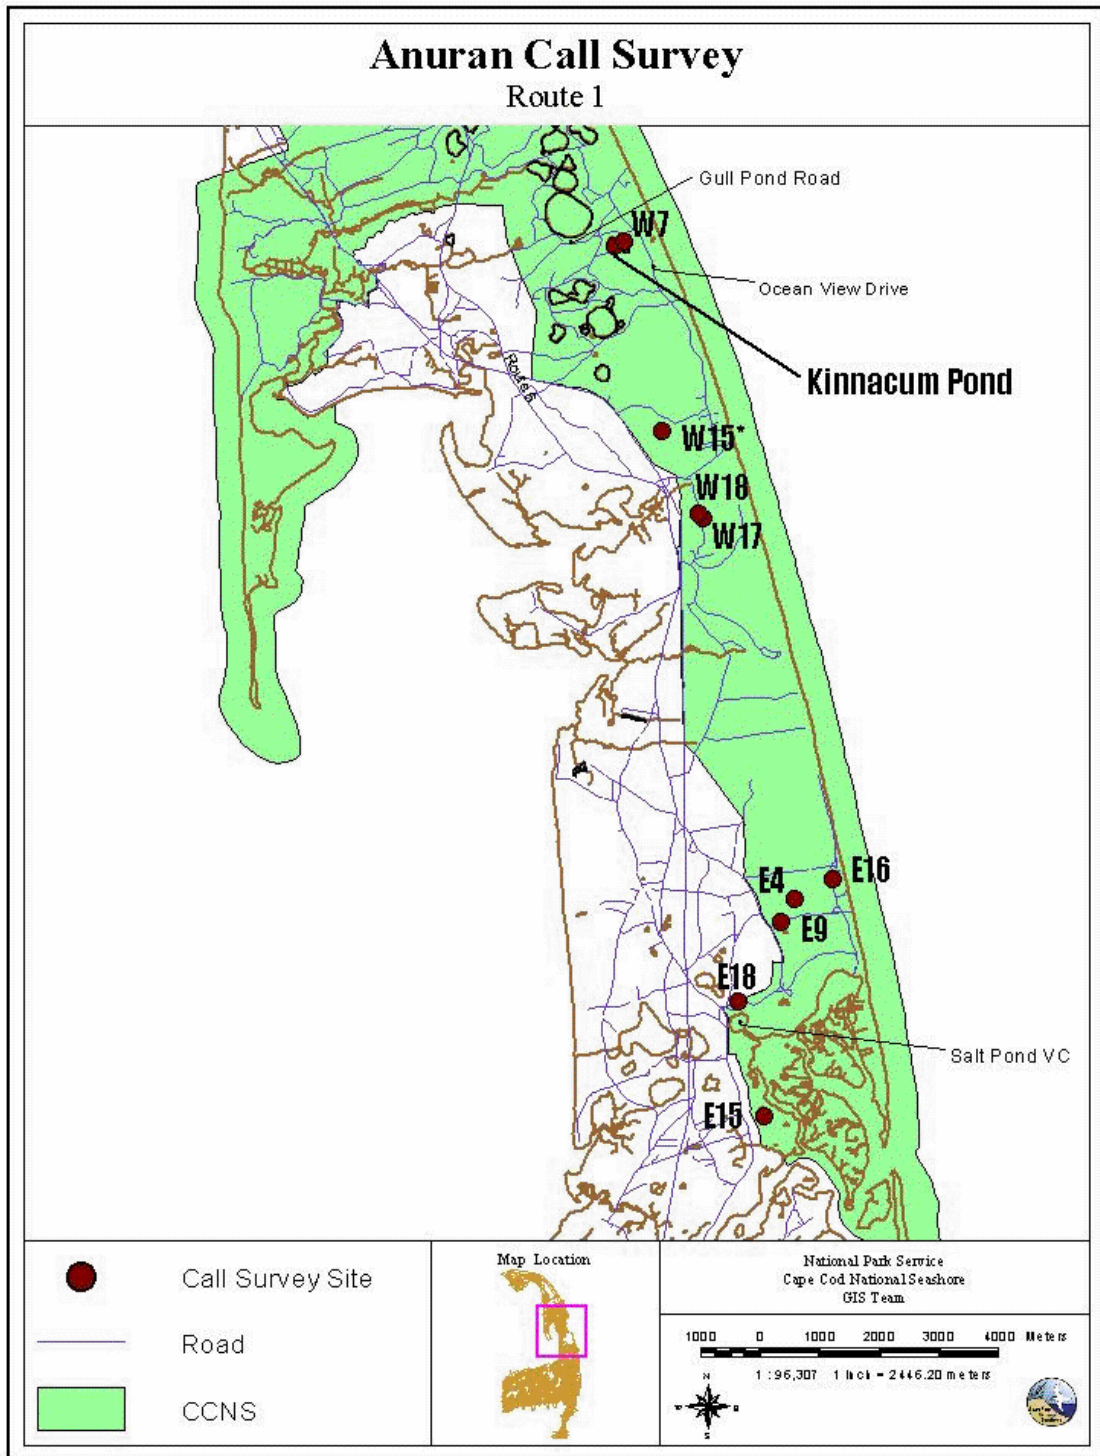 Anuran Call Survey
Route 1
Gull Pond Road
W7
Ocean View Drive
Kinnacum Pond
Route 6
W15*
W18
W17
E16
E4
E9
E18
Salt Pond VC
E15
Call Survey Site
Road
CCNS
Map Location
National Park Service
Cape Cod National Seashore
GIS Team
1000 0 1000 2000 3000 4000 Meters
1 : 96,307 1 Inch = 2446.20 meters
N
S